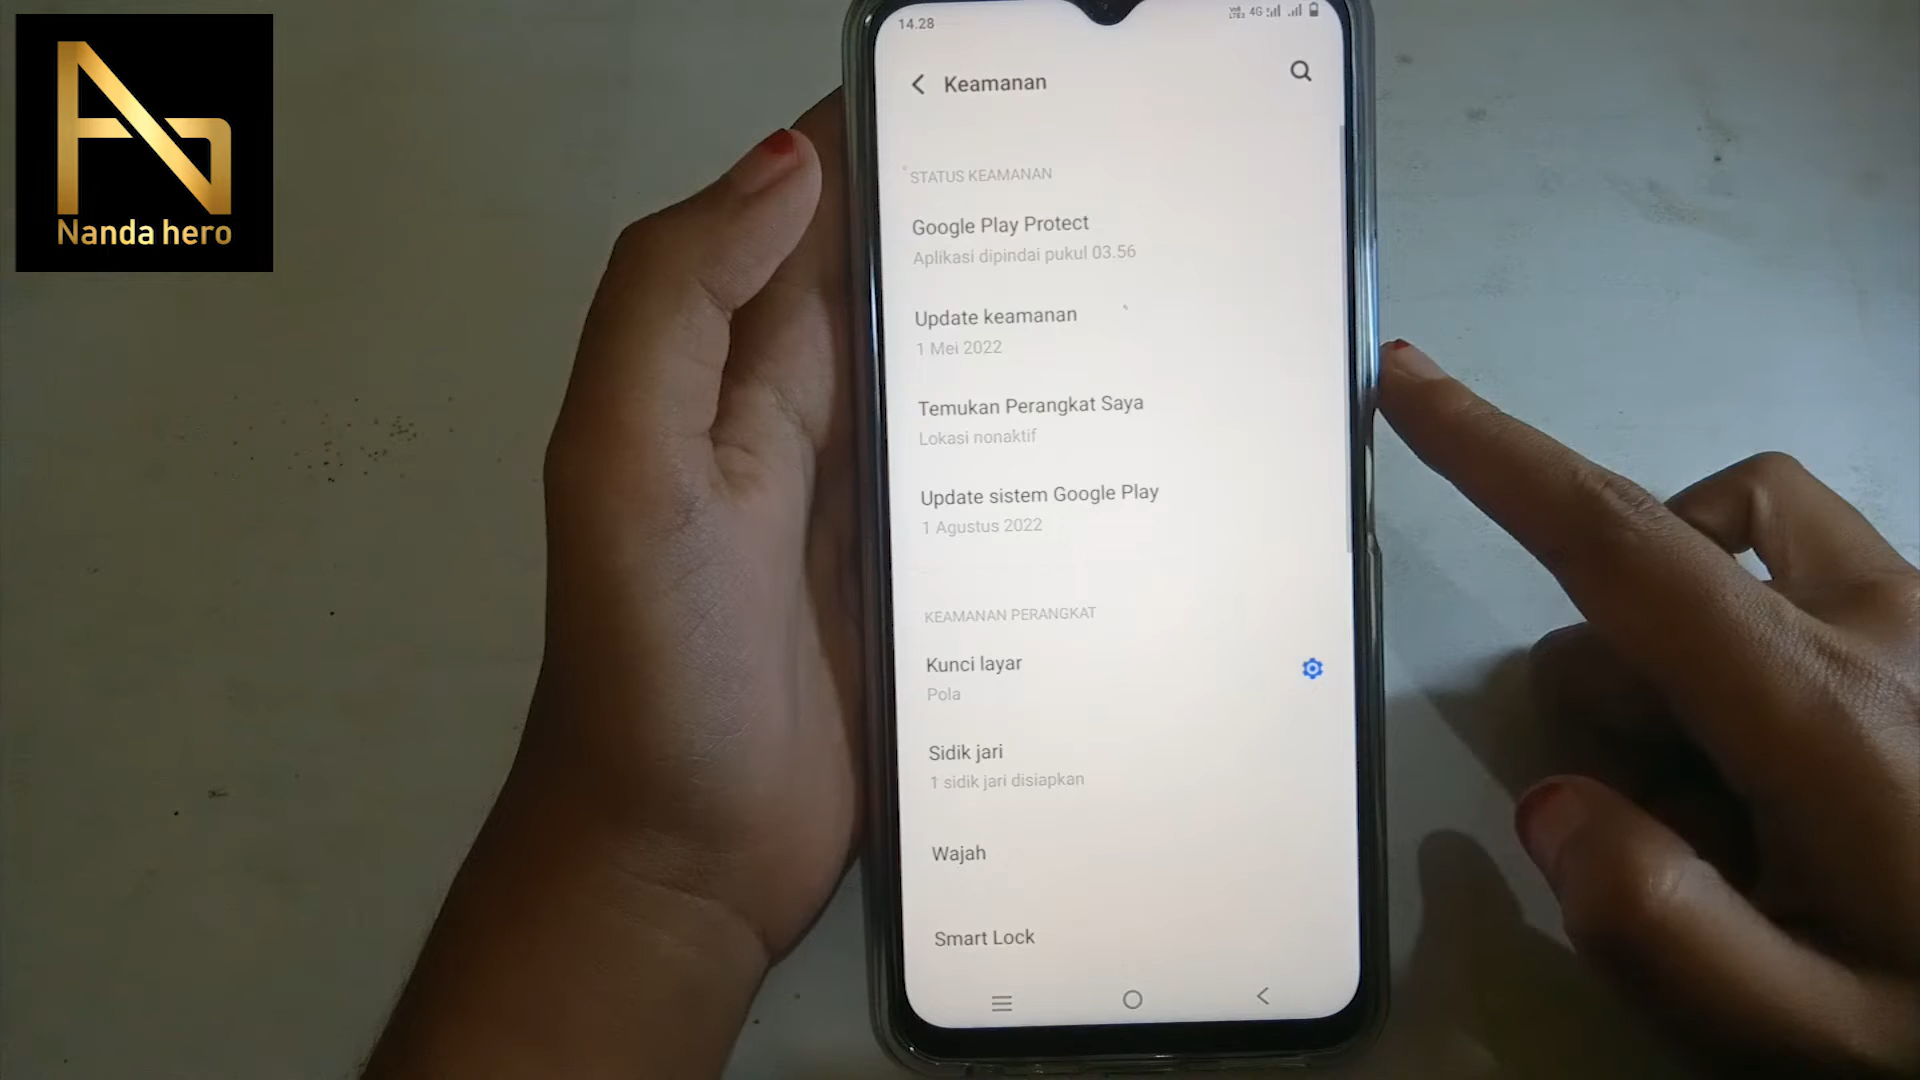 Nanda hero
14.28
4G
Keamanan
STATUS KEAMANAN
Google Play Protect
Aplikasi dipindai pukul 03.56
Update keamanan
1 Mei 2022
Temukan Perangkat Saya
Lokasi nonaktif
Update sistem Google Play
1 Agustus 2022
KEAMANAN PERANGKAT
Kunci layar
Pola
Sidik jari
1 sidik jari disiapkan
Wajah
Smart Lock